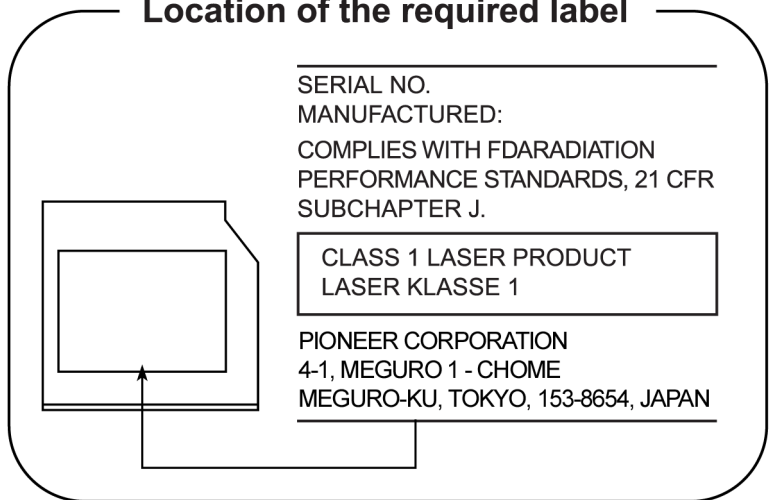 Location of the required label
SERIAL NO.
MANUFACTURED:
COMPLIES WITH FDARADIATION
PERFORMANCE STANDARDS, 21 CFR
SUBCHAPTER J.
CLASS 1 LASER PRODUCT
LASER KLASSE 1
PIONEER CORPORATION
4-1, MEGURO 1 - CHOME
MEGURO-KU, TOKYO, 153-8654, JAPAN